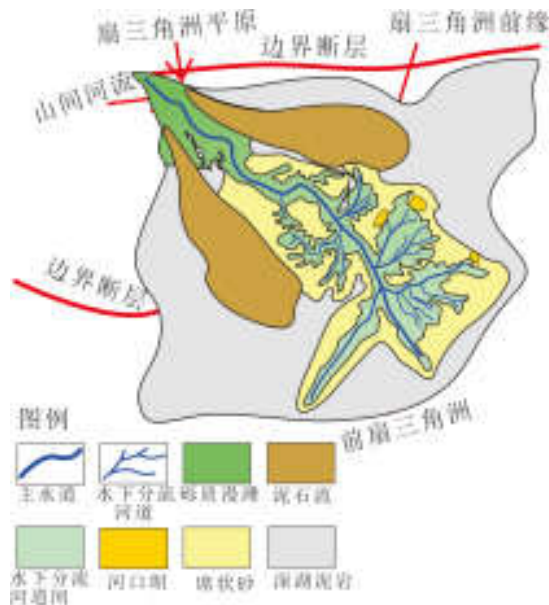 扇三角洲平原
边界断层
扇三角洲前缘
山间河流
边界断层
前扇三角洲
图例
主水道
水下分流
河道
砂质漫滩
泥石流
水下分流
河道间
河口坝
席状砂
深湖泥岩